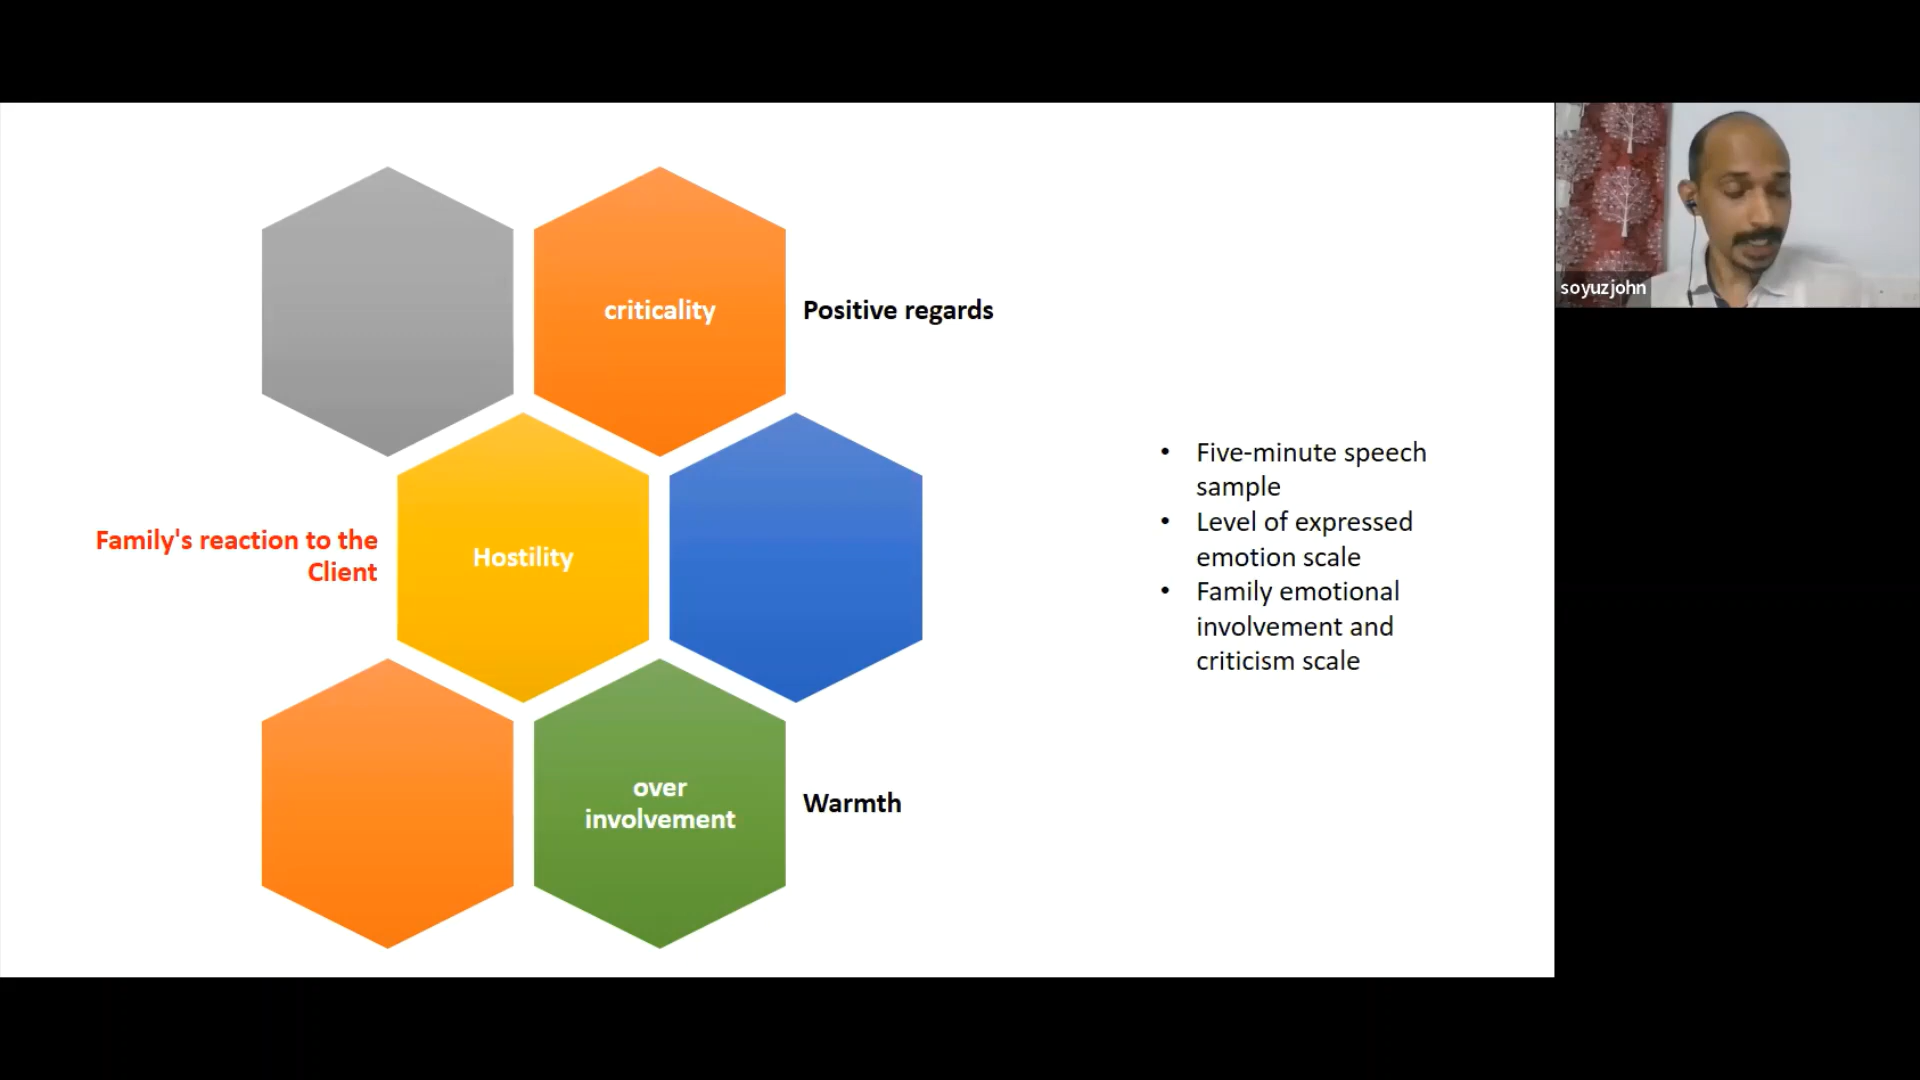 criticality
Positive regards
Family's reaction to the
Client
Hostility
over
involvement
Warmth
• Five-minute speech
sample
• Level of expressed
emotion scale
• Family emotional
involvement and
criticism scale
soyuzjohn